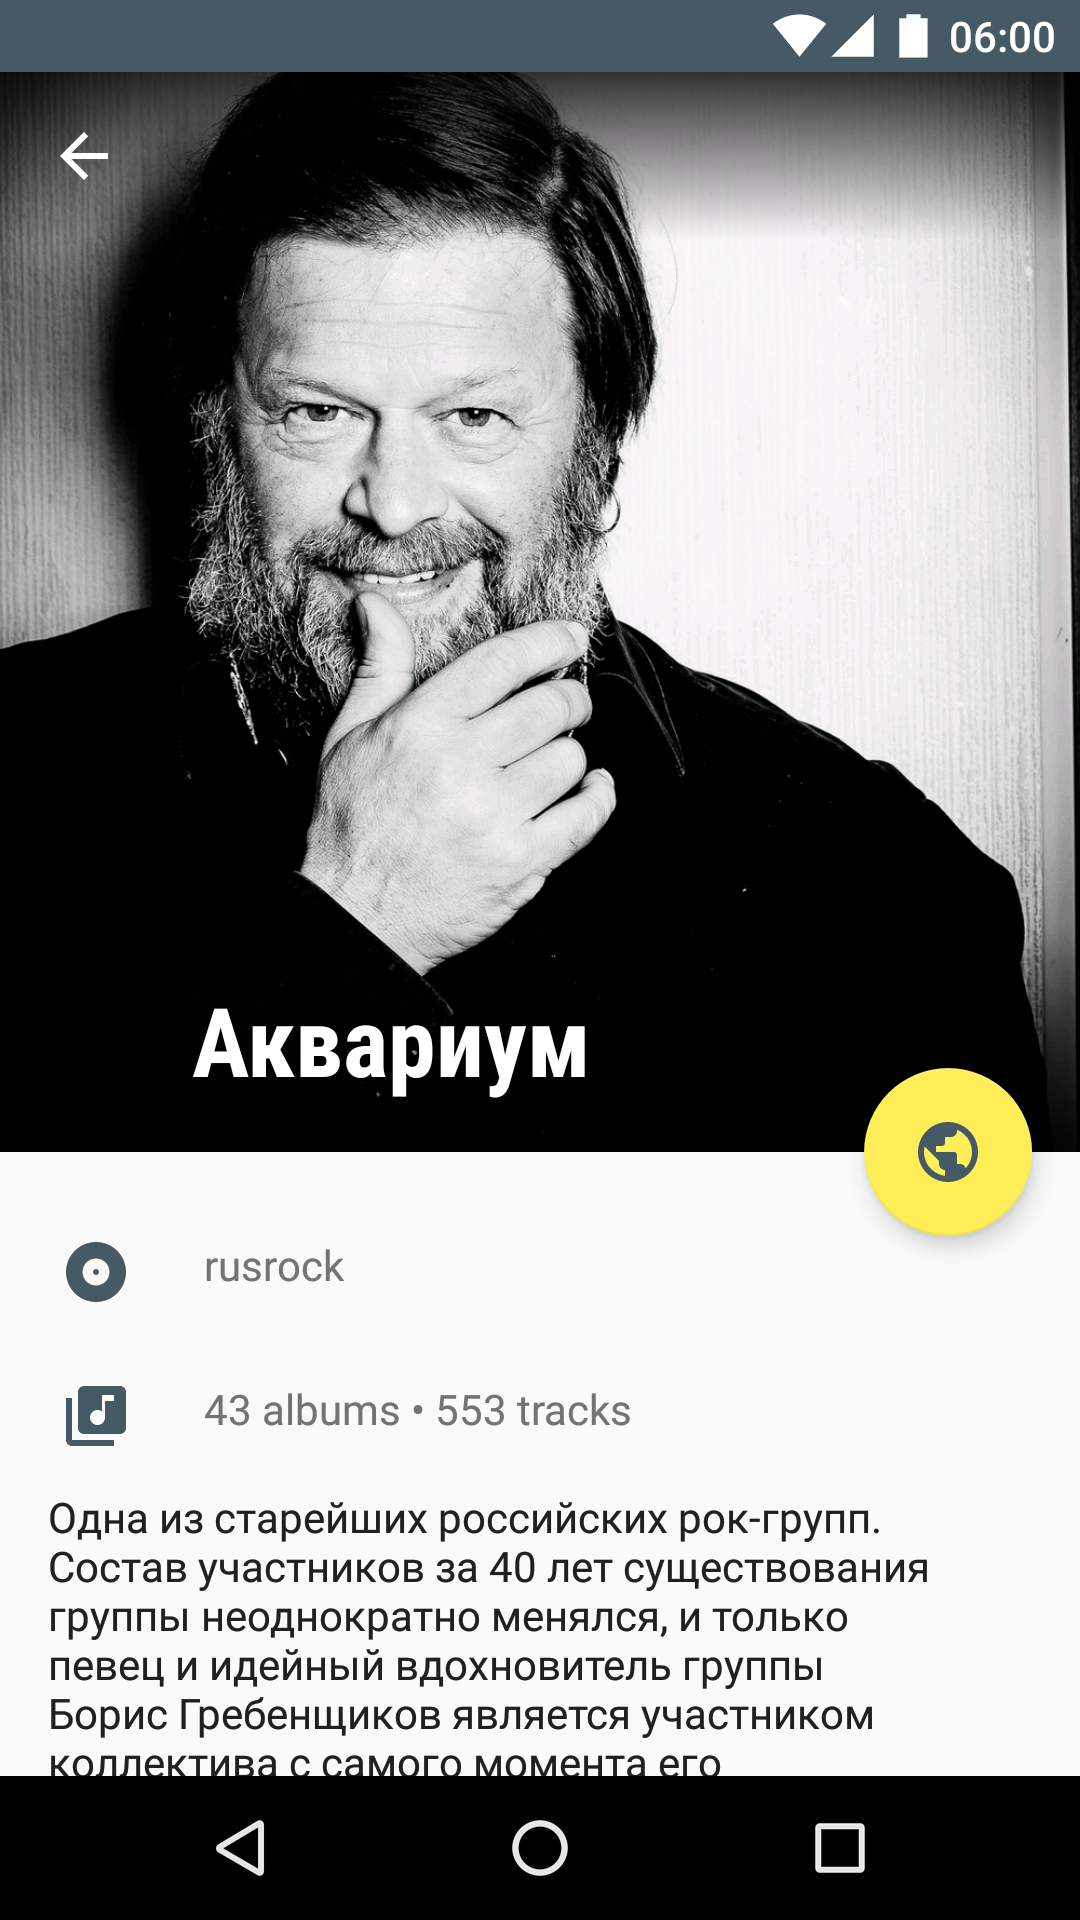 06:00
Аквариум
rusrock
43 albums • 553 tracks
Одна из старейших российских рок-групп.
Состав участников за 40 лет существования
группы неоднократно менялся, и только
певец и идейный вдохновитель группы
Борис Гребенщиков является участником
коллектива с самого момента его